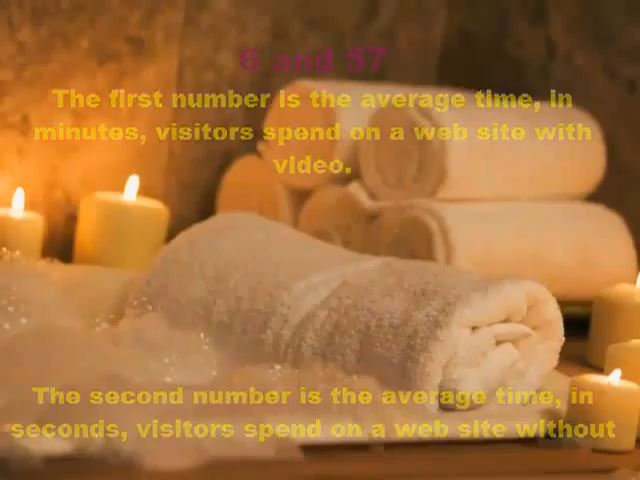 6 and 57
The first number is the average time, in
minutes, visitors spend on a web site with
video.
The second number is the average time, in
seconds, visitors spend on a web site without